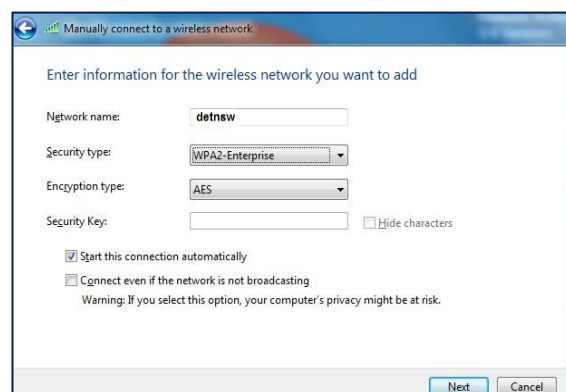 Manually connect to a wireless network
Enter information for the wireless network you want to add
Network name: detnsw
Security type: WPA2-Enterprise
Encryption type: AES
Security Key: Hide characters
Start this connection automatically
Connect even if the network is not broadcasting
Warning: If you select this option, your computer's privacy might be at risk.
Next Cancel